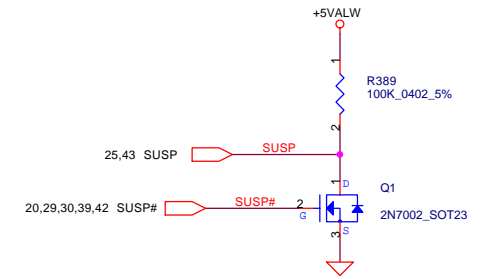 +5VALW
1
R389
100K_0402_5%
2
25,43 SUSP
SUSP
1
D
Q1
20,29,30,39,42 SUSP#
SUSP#
2
G
2N7002_SOT23
3
S